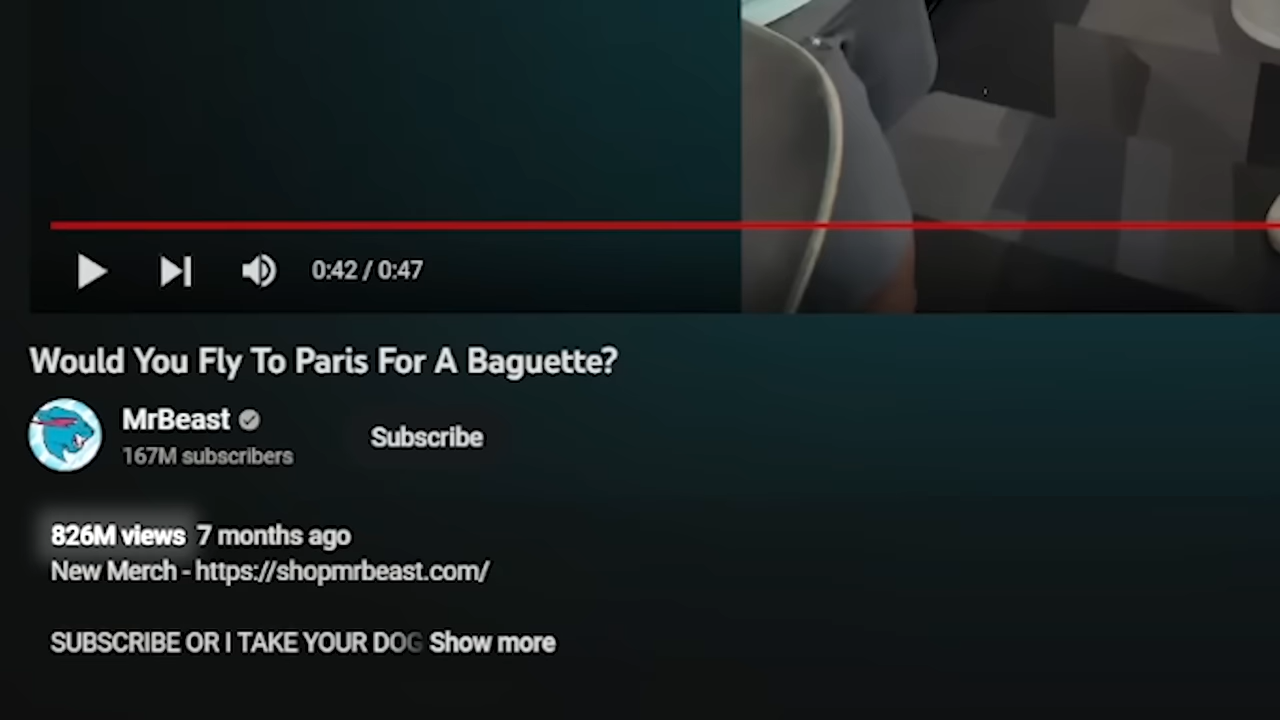 0:42 / 0:47
Would You Fly To Paris For A Baguette?
MrBeast
167M subscribers
Subscribe
826M views 7 months ago
New Merch - https://shopmrbeast.com/
SUBSCRIBE OR I TAKE YOUR DOG Show more